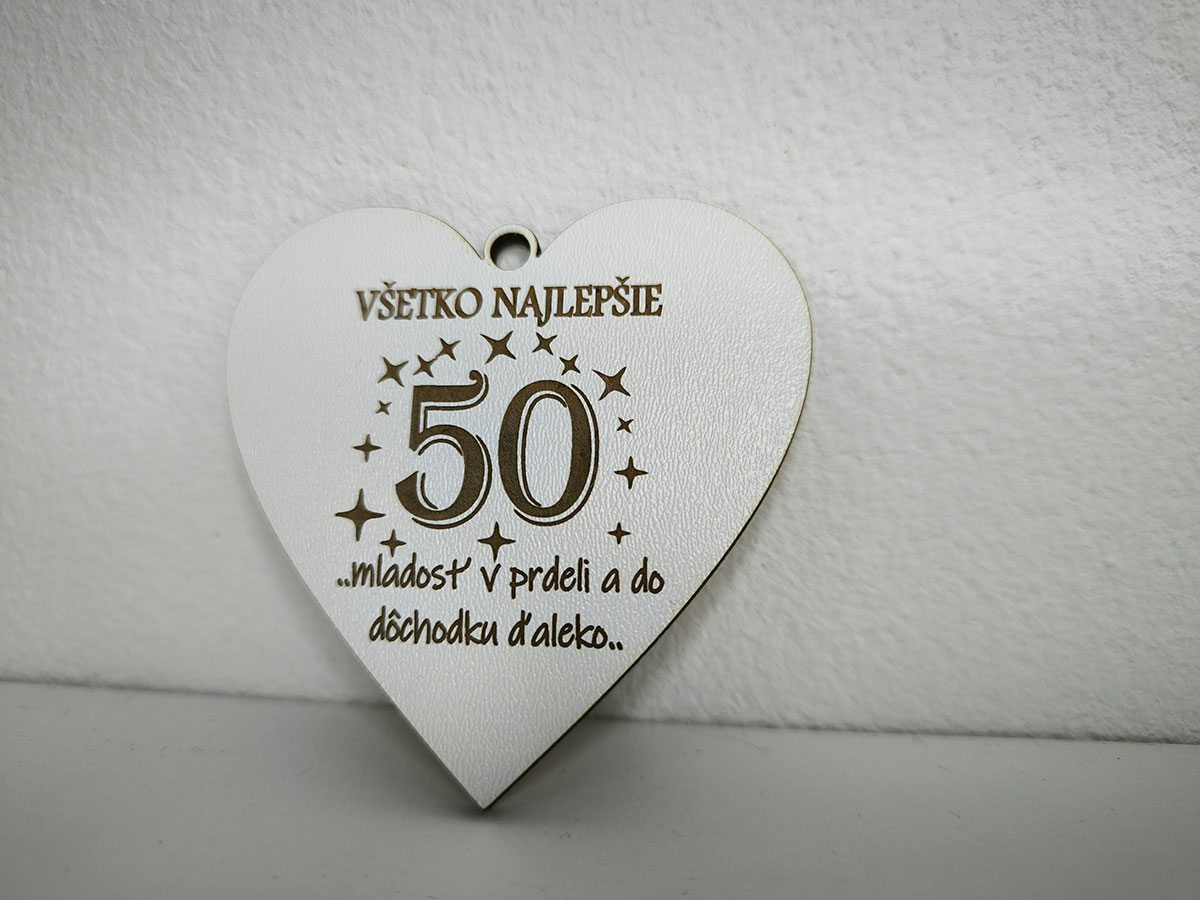 VŠETKO NAJLEPŠIE
50
..mladosť v prdeli a do
dôchodku ďaleko..